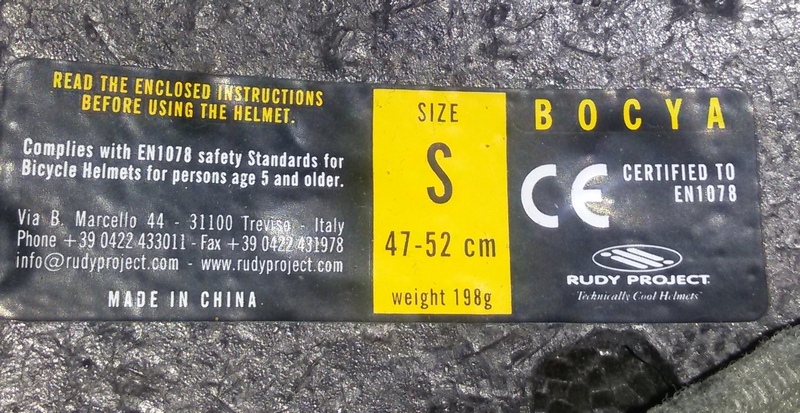 READ THE ENCLOSED INSTRUCTIONS
BEFORE USING THE HELMET.
Complies with EN1078 safety Standards for
Bicycle Helmets for persons age 5 and older.
Via B. Marcello 44 - 31100 Treviso - Italy
Phone +39 0422 433011 - Fax +39 0422 431978
info@rudyproject.com - www.rudyproject.com
MADE IN CHINA
SIZE
S
47-52 cm
weight 198g
BOCYA
CE CERTIFIED TO
EN1078
RUDY PROJECT
Technically Cool Helmets™